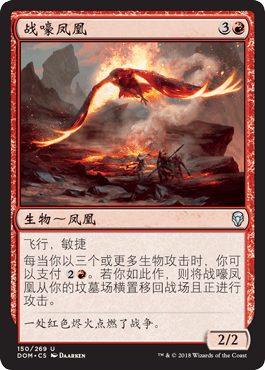 战嚎凤凰 3
生物～凤凰
飞行，敏捷
每当你以三个或更多生物攻击时，你可
以支付 2。若你如此作，则将战嚎凤
凰从你的坟墓场横置移回战场且正进行
攻击。
一处红色烬火点燃了战争。
2/2
150/269 U
DOM • CS DAARKEN
™ & © 2018 Wizards of the Coast